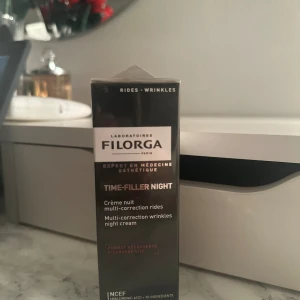 RIDES - WRINKLES
LABORATOIRES
FILORGA
PARIS
EXPERT EN MÉDECINE
ESTHÉTIQUE
TIME-FILLER NIGHT
Crème nuit
multi-correction rides
Multi-correction wrinkles
night cream
NCEF